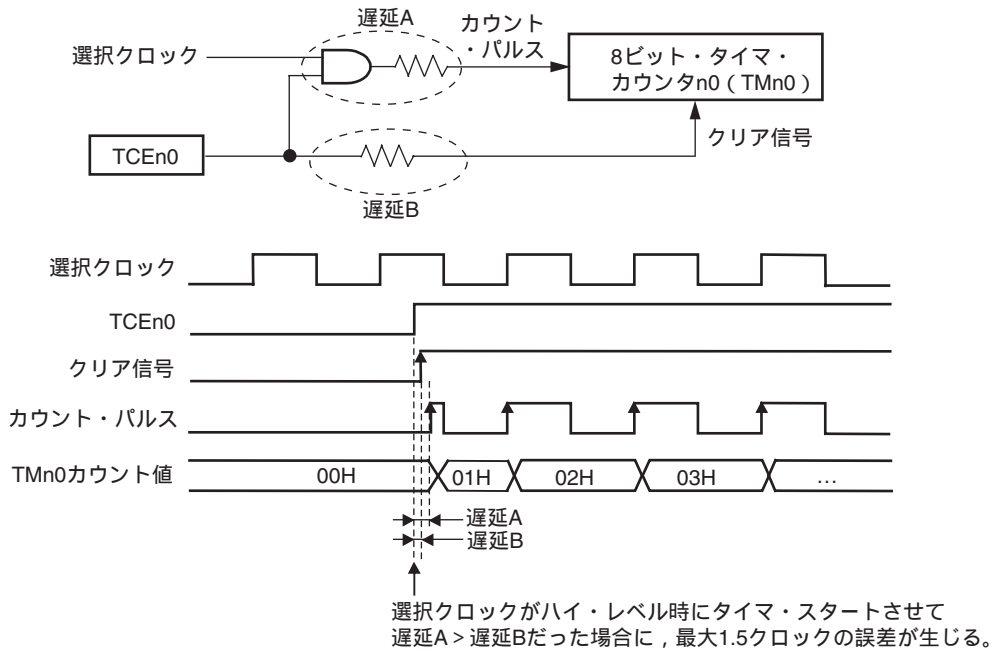 遅延A
カウント
・パルス
選択クロック
8ビット・タイマ・
カウンタn0（TMn0）
クリア信号
TCEn0
遅延B
選択クロック
TCEn0
クリア信号
カウント・パルス
TMn0カウント値
00H
01H
02H
03H
…
遅延A
遅延B
選択クロックがハイ・レベル時にタイマ・スタートさせて
遅延A＞遅延Bだった場合に，最大1.5クロックの誤差が生じる。